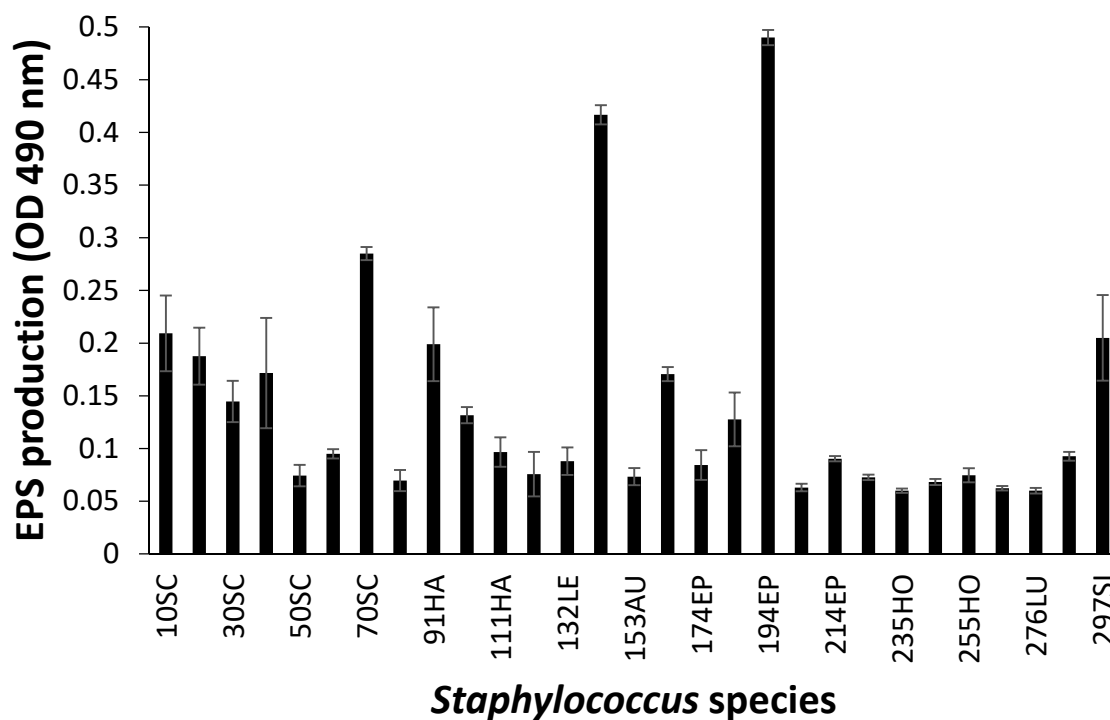 EPS production (OD 490 nm)
0.5
0.45
0.4
0.35
0.3
0.25
0.2
0.15
0.1
0.05
0
10SC
30SC
50SC
70SC
91HA
111HA
132LE
153AU
174EP
194EP
214EP
235HO
255HO
276LU
Staphylococcus species